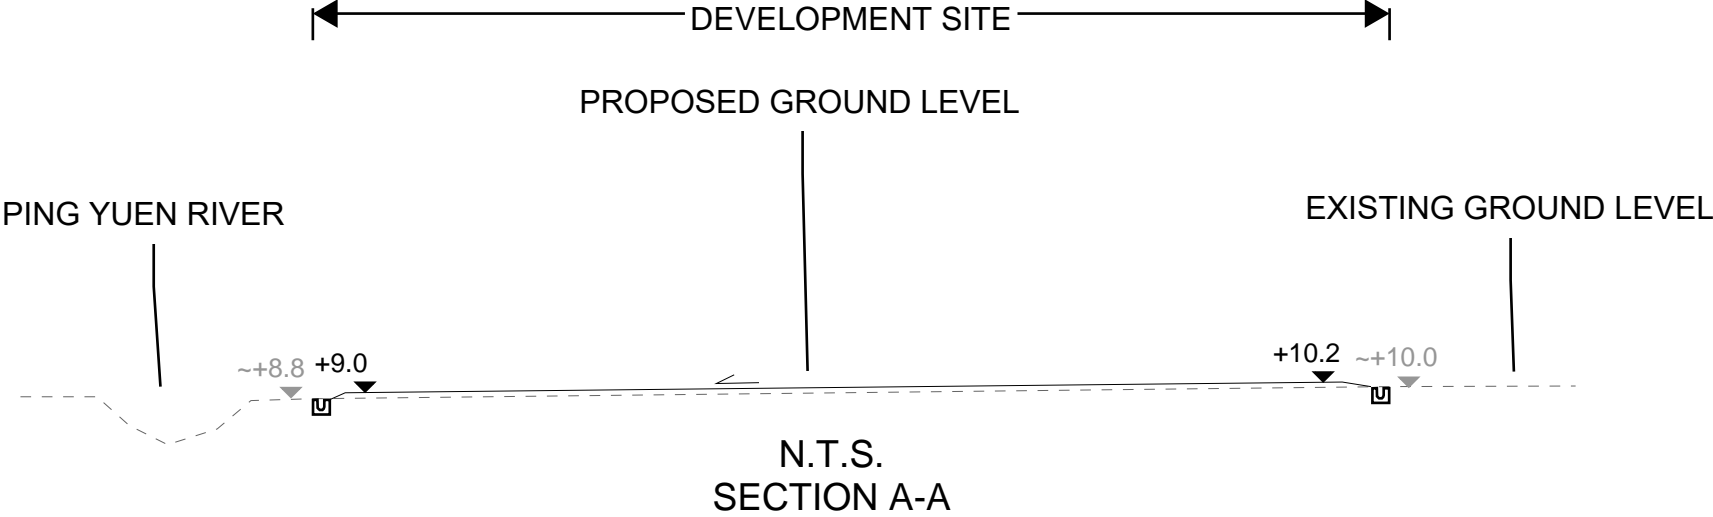 DEVELOPMENT SITE
PROPOSED GROUND LEVEL
PING YUEN RIVER
EXISTING GROUND LEVEL
~+8.8 +9.0
+10.2 ~+10.0
N.T.S.
SECTION A-A